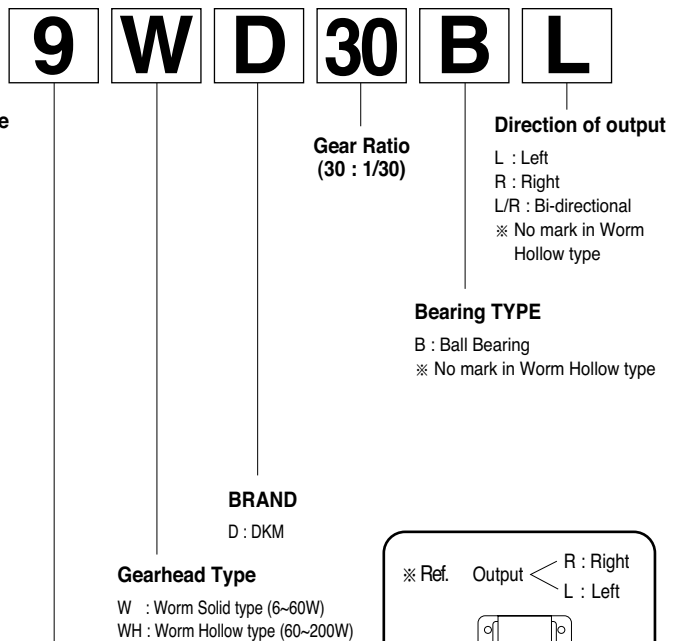 9 W D 30 B L
e
Gear Ratio
(30 : 1/30)
Direction of output
L : Left
R : Right
L/R : Bi-directional
※ No mark in Worm
Hollow type
Bearing TYPE
B : Ball Bearing
※ No mark in Worm Hollow type
BRAND
D : DKM
Gearhead Type
W : Worm Solid type (6~60W)
WH : Worm Hollow type (60~200W)
※ Ref. Output R : Right
L : Left